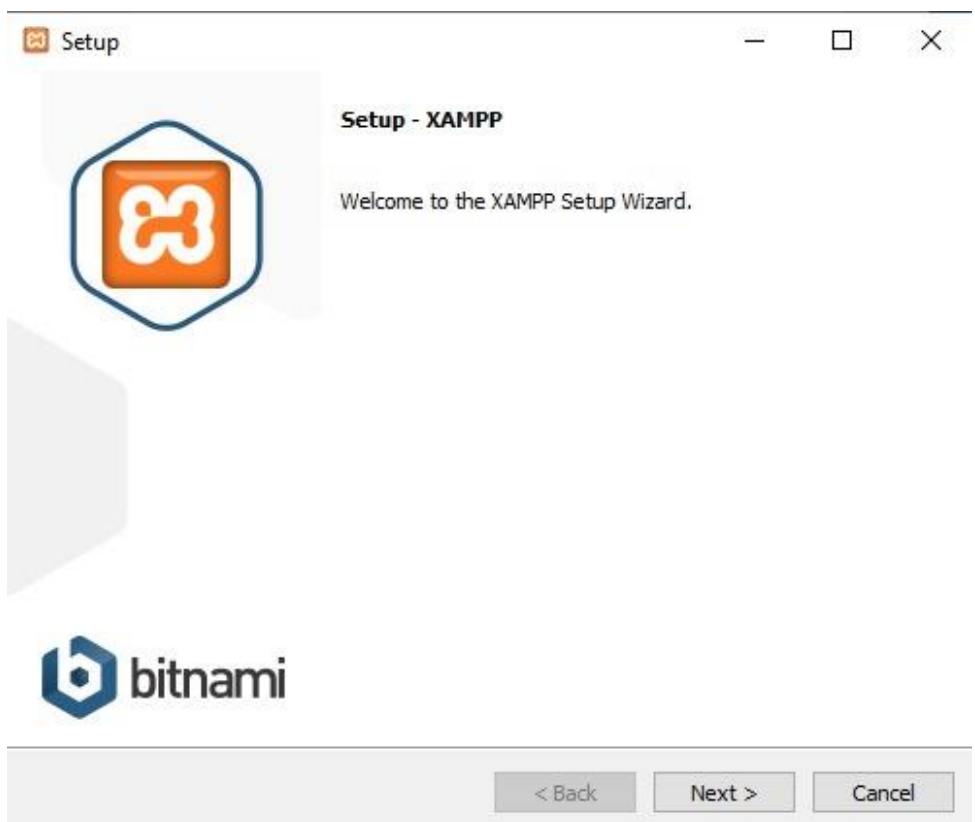 Setup
Setup - XAMPP
Welcome to the XAMPP Setup Wizard.
bitnami
< Back
Next >
Cancel